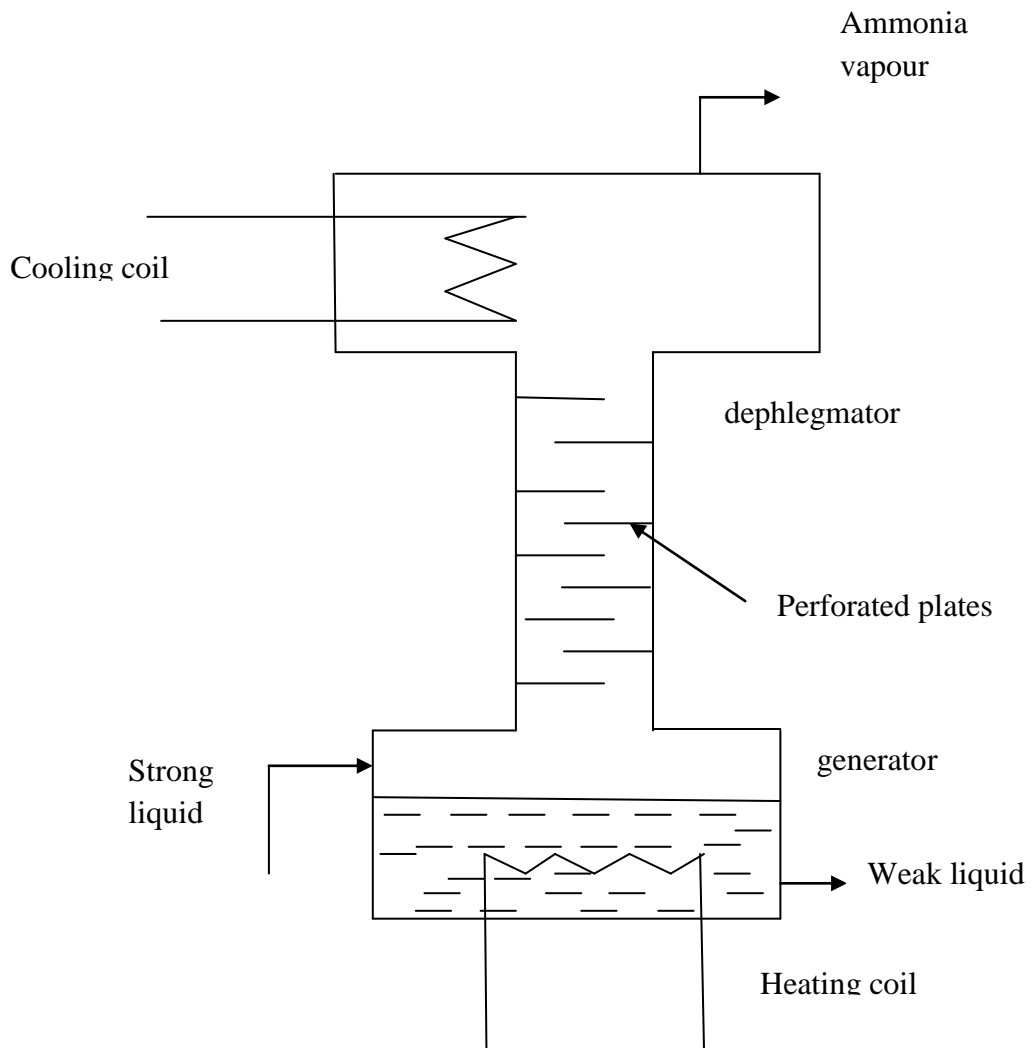 Ammonia
vapour
Cooling coil
dephlegmator
Perforated plates
generator
Strong
liquid
Weak liquid
Heating coil